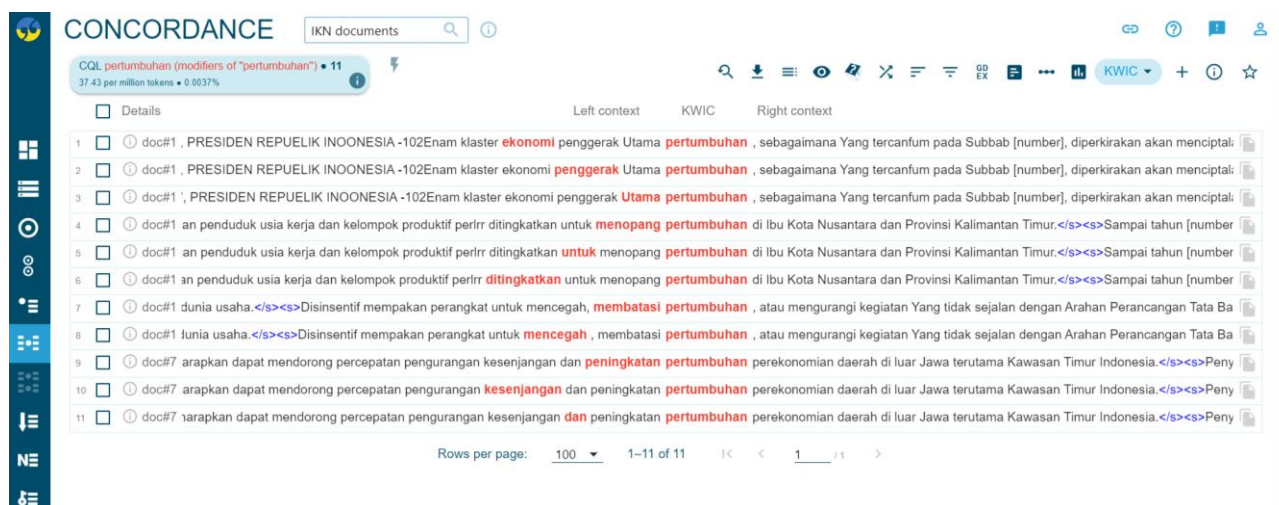 CONCORDANCE IKN documents
CQL pertumbuhan (modifiers of "pertumbuhan") • 11
37.43 per million tokens • 0.0037%
GD EX KWIC
Details Left context KWIC Right context
1 doc#1 , PRESIDEN REPUELIK INOONESIA -102Enam klaster ekonomi penggerak Utama pertumbuhan , sebagaimana Yang tercanfum pada Subbab [number], diperkirakan akan menciptal
2 doc#1 , PRESIDEN REPUELIK INOONESIA -102Enam klaster ekonomi penggerak Utama pertumbuhan , sebagaimana Yang tercanfum pada Subbab [number], diperkirakan akan menciptal
3 doc#1 ', PRESIDEN REPUELIK INOONESIA -102Enam klaster ekonomi penggerak Utama pertumbuhan , sebagaimana Yang tercanfum pada Subbab [number], diperkirakan akan menciptal
4 doc#1 an penduduk usia kerja dan kelompok produktif perlrr ditingkatkan untuk menopang pertumbuhan di Ibu Kota Nusantara dan Provinsi Kalimantan Timur.</s><s>Sampai tahun [number
5 doc#1 an penduduk usia kerja dan kelompok produktif perlrr ditingkatkan untuk menopang pertumbuhan di Ibu Kota Nusantara dan Provinsi Kalimantan Timur.</s><s>Sampai tahun [number
6 doc#1 an penduduk usia kerja dan kelompok produktif perlrr ditingkatkan untuk menopang pertumbuhan di Ibu Kota Nusantara dan Provinsi Kalimantan Timur.</s><s>Sampai tahun [number
7 doc#1 dunia usaha.</s><s>Disinsentif mempakan perangkat untuk mencegah, membatasi pertumbuhan , atau mengurangi kegiatan Yang tidak sejalan dengan Arahan Perancangan Tata Ba
8 doc#1 unia usaha.</s><s>Disinsentif mempakan perangkat untuk mencegah , membatasi pertumbuhan , atau mengurangi kegiatan Yang tidak sejalan dengan Arahan Perancangan Tata Ba
9 doc#7 arapkan dapat mendorong percepatan pengurangan kesenjangan dan peningkatan pertumbuhan perekonomian daerah di luar Jawa terutama Kawasan Timur Indonesia.</s><s>Peny
10 doc#7 arapkan dapat mendorong percepatan pengurangan kesenjangan dan peningkatan pertumbuhan perekonomian daerah di luar Jawa terutama Kawasan Timur Indonesia.</s><s>Peny
11 doc#7 harapkan dapat mendorong percepatan pengurangan kesenjangan dan peningkatan pertumbuhan perekonomian daerah di luar Jawa terutama Kawasan Timur Indonesia.</s><s>Peny
Rows per page: 100 1–11 of 11 |< < 1 / 1 >